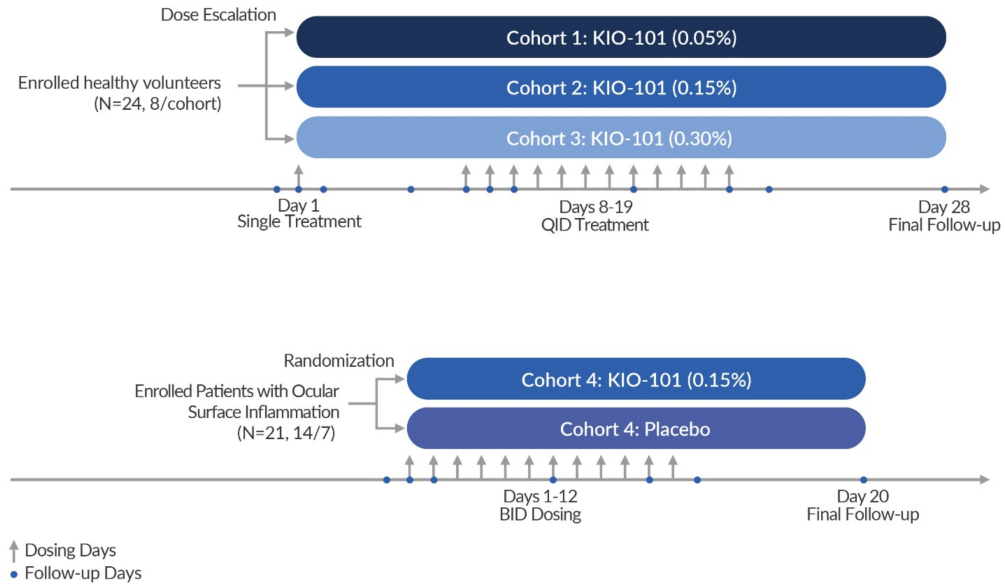 Dose Escalation
Cohort 1: KIO-101 (0.05%)
Enrolled healthy volunteers
(N=24, 8/cohort)
Cohort 2: KIO-101 (0.15%)
Cohort 3: KIO-101 (0.30%)
Day 1
Single Treatment
Days 8-19
QID Treatment
Day 28
Final Follow-up
Randomization
Cohort 4: KIO-101 (0.15%)
Enrolled Patients with Ocular
Surface Inflammation
(N=21, 14/7)
Cohort 4: Placebo
Days 1-12
BID Dosing
Day 20
Final Follow-up
Dosing Days
Follow-up Days